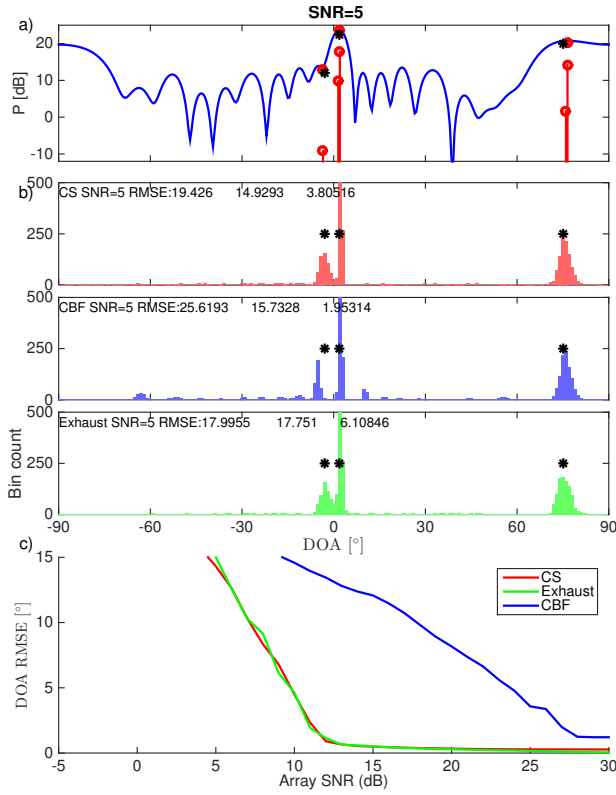 SNR=5
a)
P [dB]
20
10
0
-10
b)
500
CS SNR=5 RMSE:19.426 14.9293 3.80516
250
0
500
CBF SNR=5 RMSE:25.6193 15.7328 1.95314
250
0
500
Exhaust SNR=5 RMSE:17.9955 17.751 6.10846
250
0
Bin count
-90 -60 -30 0 30 60 90
DOA [°]
c)
15
10
5
0
DOA RMSE [°]
CS
Exhaust
CBF
-5 0 5 10 15 20 25 30
Array SNR (dB)